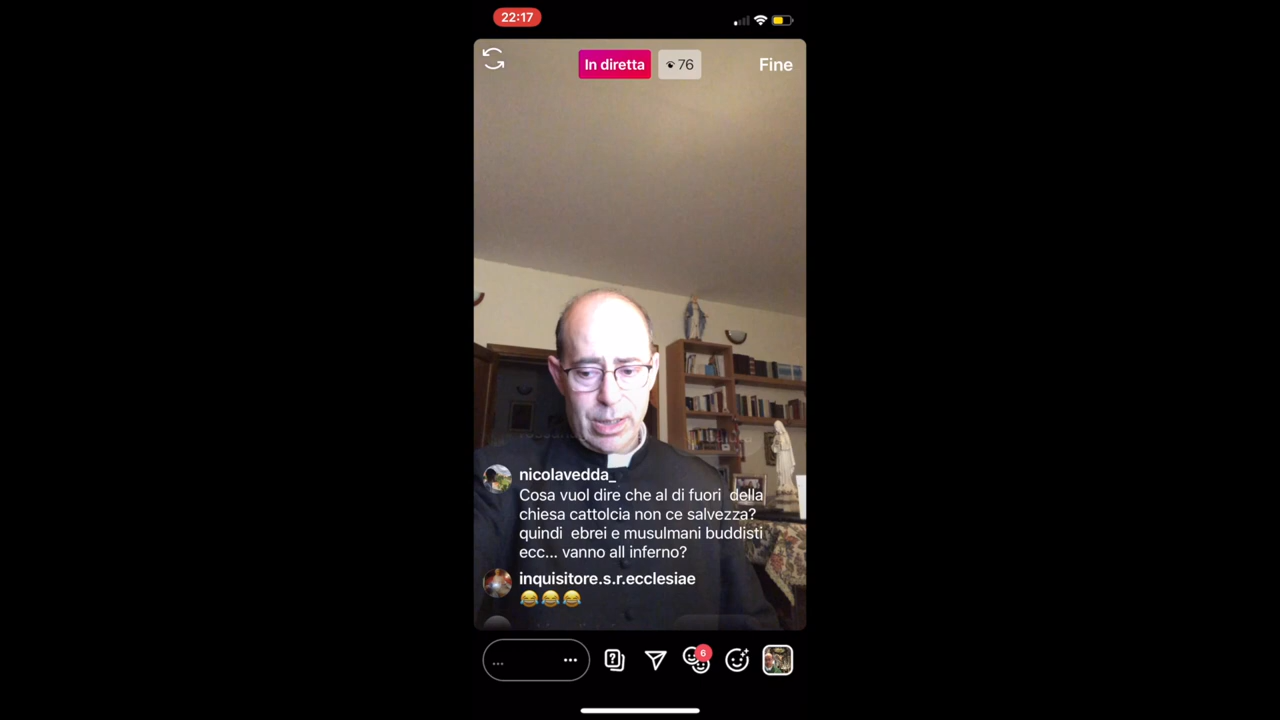 22:17
In diretta
76
Fine
nicolavedda_
Cosa vuol dire che al di fuori della
chiesa cattolcia non ce salvezza?
quindi ebrei e musulmani buddisti
ecc... vanno all inferno?
inquisitore.s.r.ecclesiae
😂😂😂
...
6